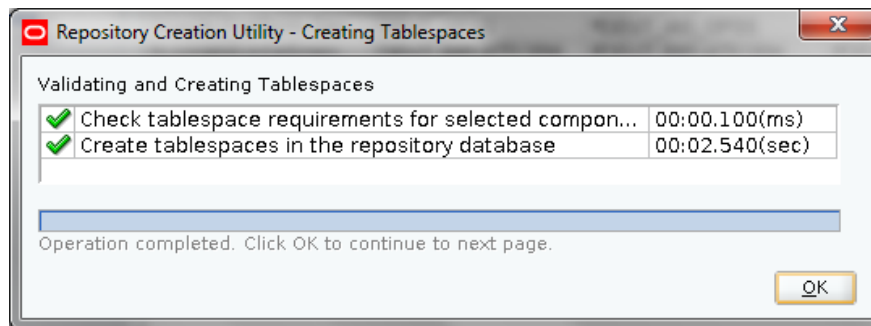 Repository Creation Utility - Creating Tablespaces
Validating and Creating Tablespaces
Check tablespace requirements for selected compon... 00:00.100(ms)
Create tablespaces in the repository database 00:02.540(sec)
Operation completed. Click OK to continue to next page.
OK